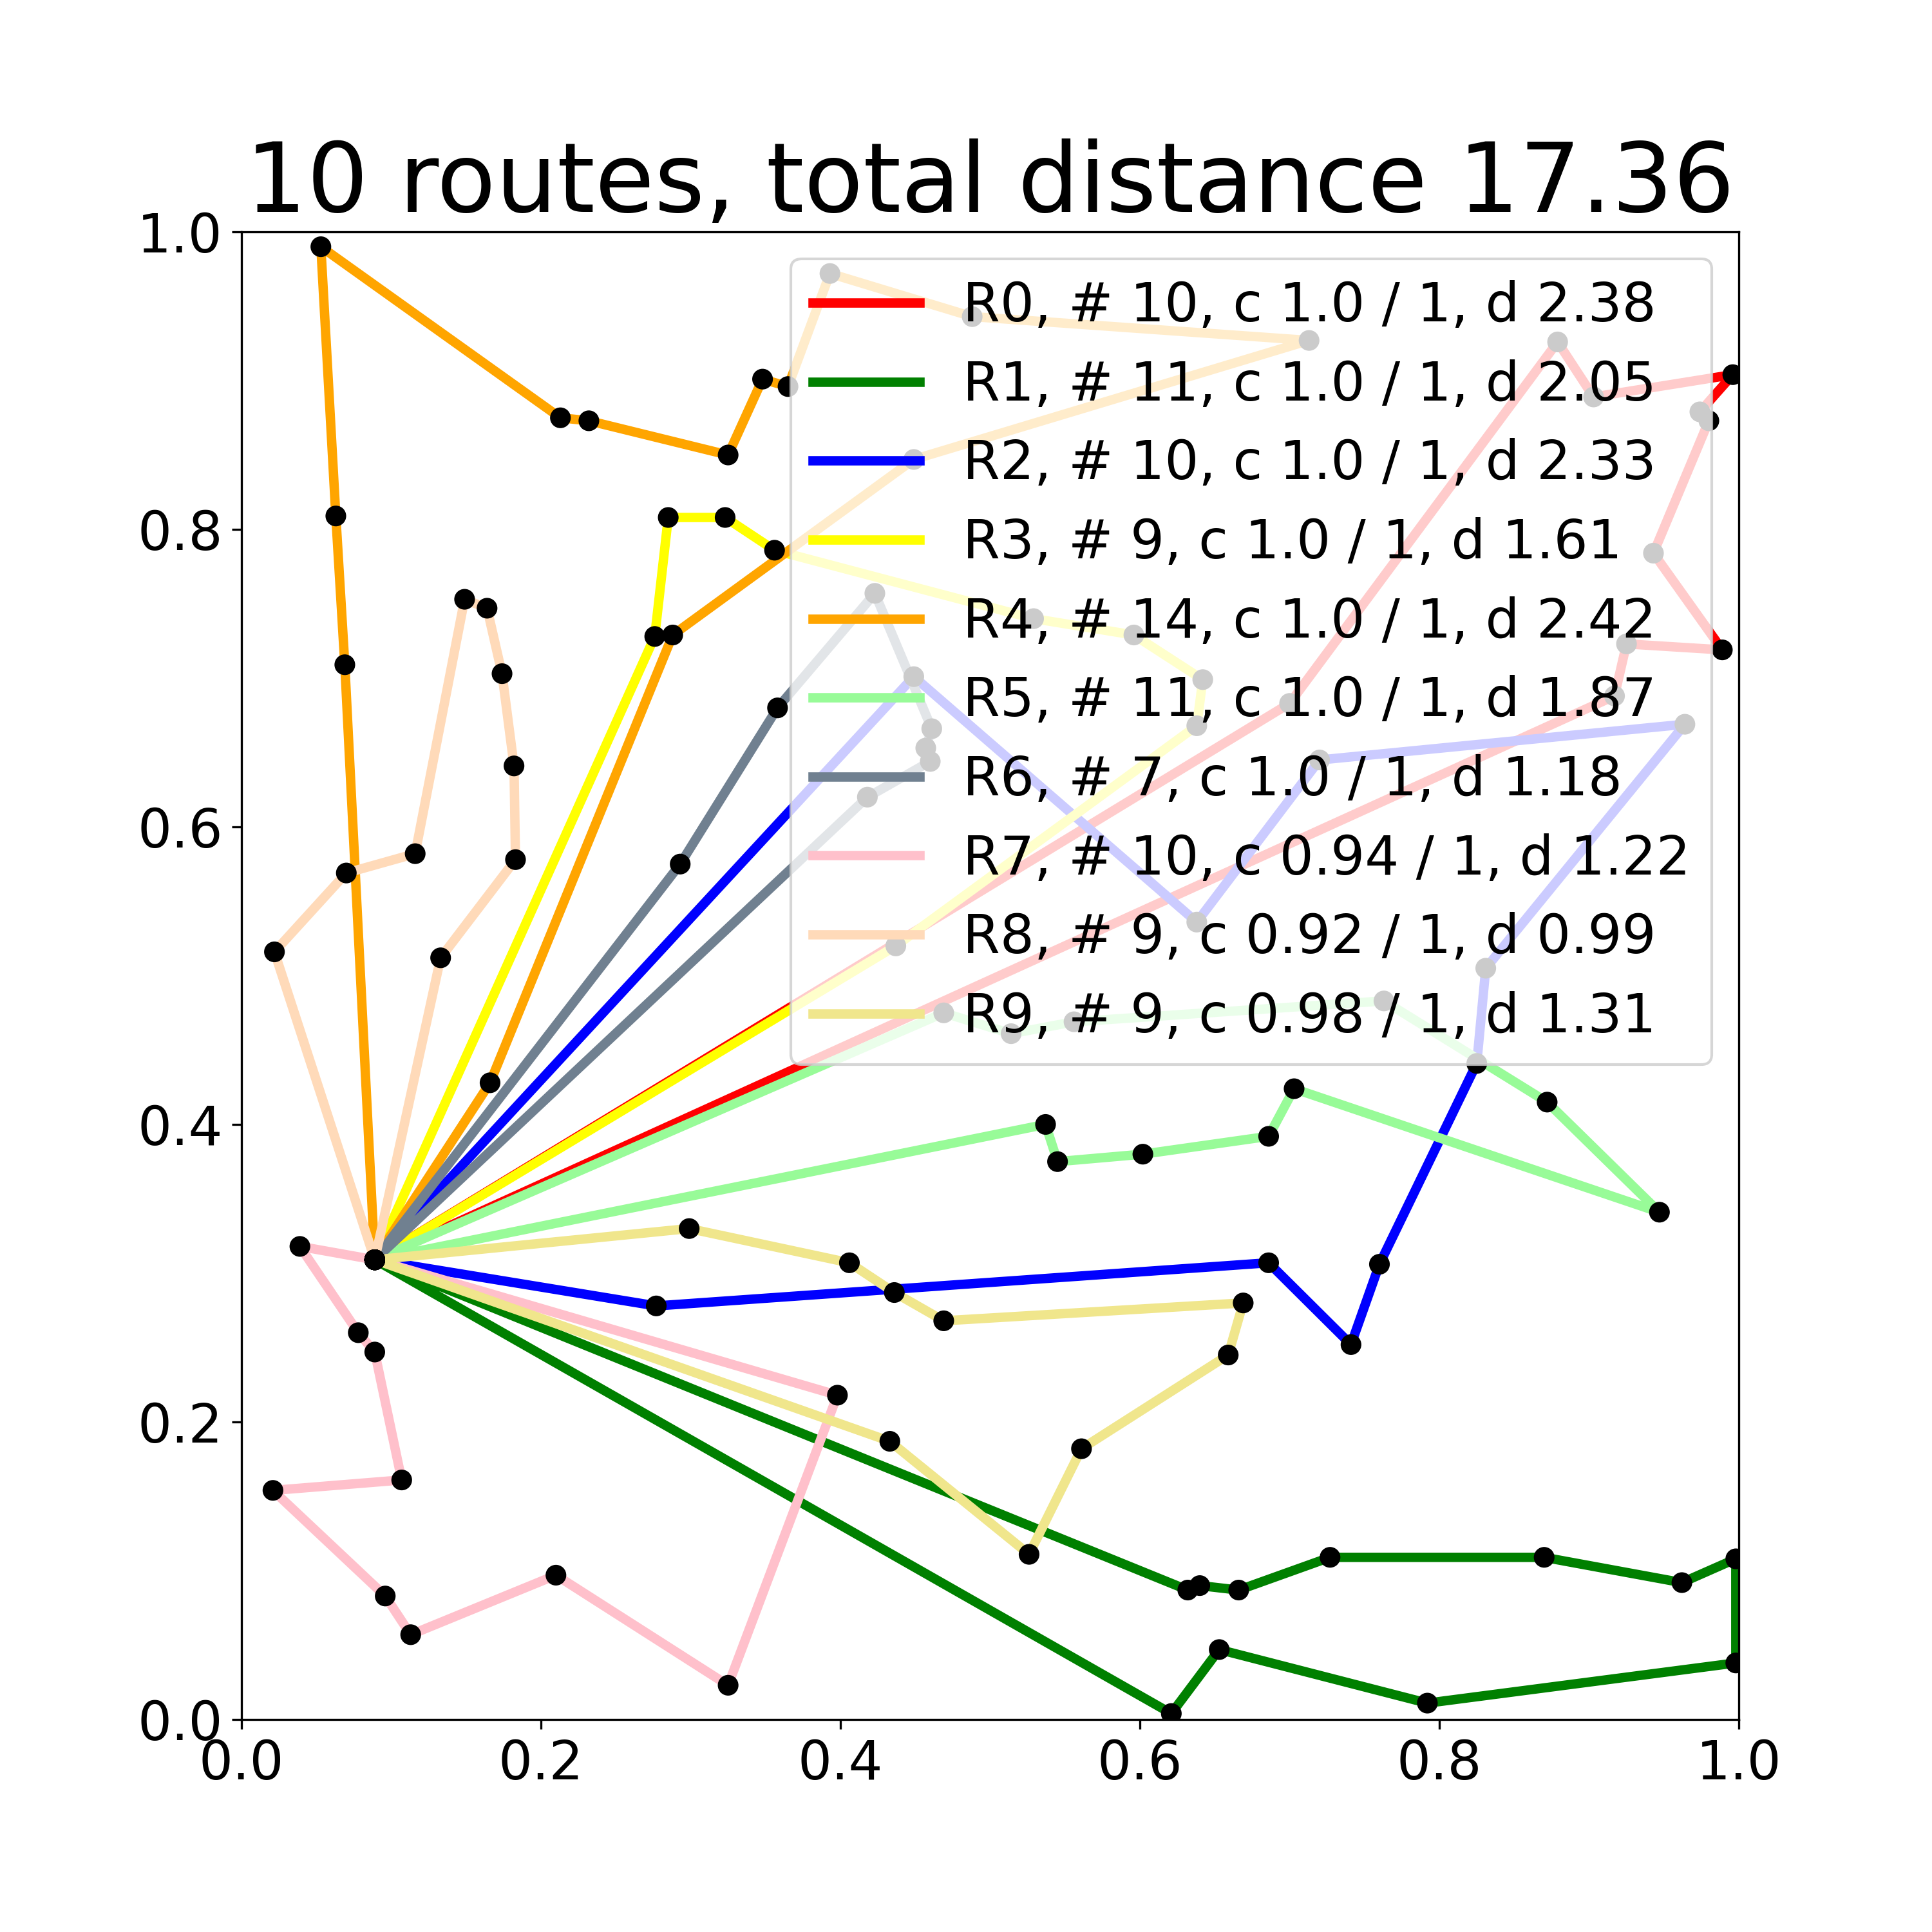 10 routes, total distance 17.36
1.0
0.8
0.6
0.4
0.2
0.0
R0, # 10, c 1.0 / 1, d 2.38
R1, # 11, c 1.0 / 1, d 2.05
R2, # 10, c 1.0 / 1, d 2.33
R3, # 9, c 1.0 / 1, d 1.61
R4, # 14, c 1.0 / 1, d 2.42
R5, # 11, c 1.0 / 1, d 1.87
R6, # 7, c 1.0 / 1, d 1.18
R7, # 10, c 0.94 / 1, d 1.22
R8, # 9, c 0.92 / 1, d 0.99
R9, # 9, c 0.98 / 1, d 1.31
0.0 0.2 0.4 0.6 0.8 1.0